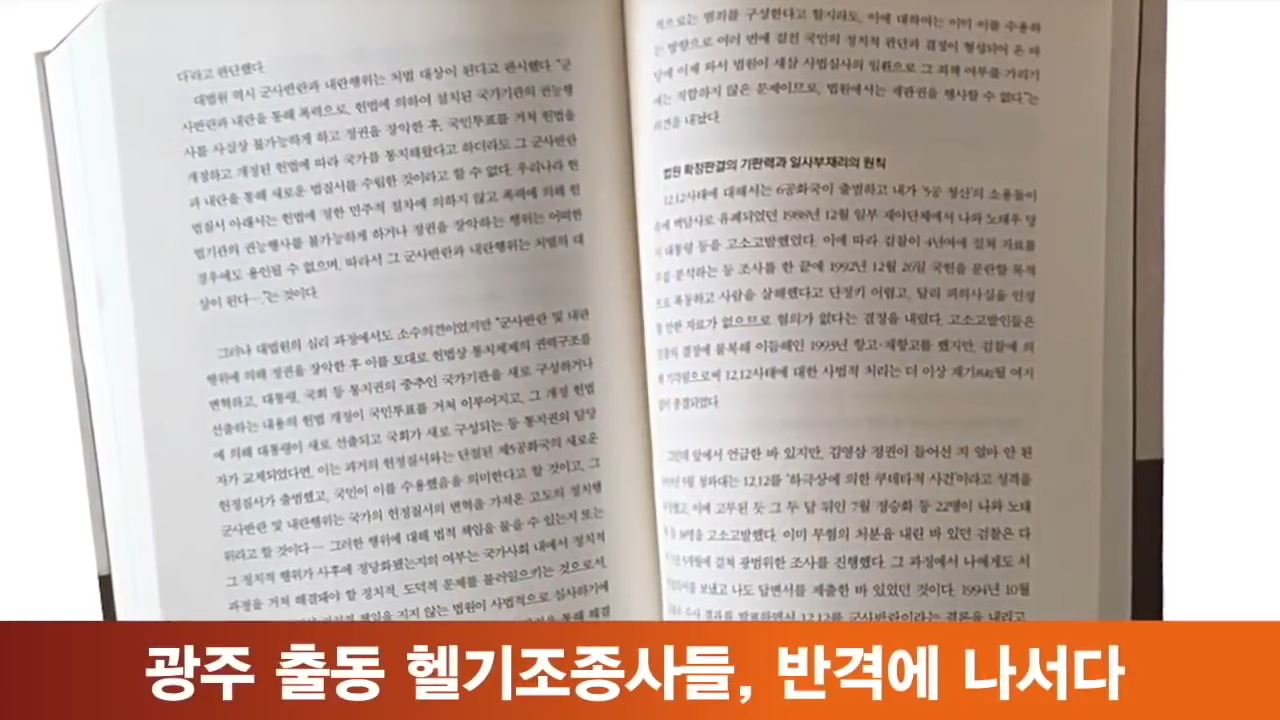 다'라고 판단했다.
대법원 역시 군사반란과 내란행위는 처벌 대상이 된다고 판시했다. "군
사반란과 내란을 통해 폭력으로, 헌법에 의하여 설치된 국가기관의 권능행
사를 사실상 불가능하게 하고 정권을 장악한 후, 국민투표를 거쳐 헌법을
개정하고 개정된 헌법에 따라 국가를 통치해왔다고 하더라도 그 군사반란
과 내란을 통해 새로운 법질서를 수립한 것이라고 할 수 없다. 우리나라 헌
법질서 아래서는 헌법에 정한 민주적 절차에 의하지 않고 폭력에 의해 헌
법기관의 권능행사를 불가능하게 하거나 정권을 장악하는 행위는 어떠한
경우에도 용인될 수 없으며, 따라서 그 군사반란과 내란행위는 처벌의 대
상이 된다…."는 것이다.
그러나 대법원의 심리 과정에서도 소수의견이었지만 "군사반란 및 내란
행위에 의해 정권을 장악한 후 이를 토대로 헌법상 통치체제의 권력구조를
변혁하고, 대통령, 국회 등 통치권의 중추인 국가기관을 새로 구성하거나
선출하는 내용의 헌법 개정이 국민투표를 거쳐 이루어지고, 그 개정 헌법
에 의해 대통령이 새로 선출되고 국회가 새로 구성되는 등 통치권의 담당
자가 교체되었다면, 이는 과거의 헌정질서와는 단절된 제5공화국의 새로운
헌정질서가 출범했고, 국민이 이를 수용했음을 의미한다고 할 것이고, 그
군사반란 및 내란행위는 국가의 헌정질서의 변혁을 가져온 고도의 정치행
위라고 할 것이다… 그러한 행위에 대해 법적 책임을 물을 수 있는지 또는
그 정치적 행위가 사후에 정당화됐는지의 여부는 국가사회 내에서 정치적
과정을 거쳐 해결돼야 할 정치적, 도덕적 문제를 불러일으키는 것으로서,
책임을 지지 않는 법원이 사법적으로 심사하기에
통해 해결
적으로는 범죄를 구성한다고 할지라도, 이에 대하여는 이미 이를 수용하
는 방향으로 여러 번에 걸친 국민의 정치적 판단과 결정이 형성되어 온 마
당에 이제 와서 법원이 새삼 사법심사의 일환으로 그 죄책 여부를 가리기
에는 적합하지 않은 문제이므로, 법원에서는 재판권을 행사할 수 없다."는
의견을 내놨다.
법원 확정판결의 기판력과 일사부재리의 원칙
12.12사태에 대해서는 6공화국이 출범하고 내가 '5공 청산'의 소용돌이
속에 백담사로 유폐되었던 1988년 12월 일부 재야단체에서 나와 노태우 당
시 대통령 등을 고소고발했었다. 이에 따라 검찰이 4년여에 걸쳐 자료를
수집·분석하는 등 조사를 한 끝에 1992년 12월 26일 국헌을 문란할 목적
으로 폭동하고 사람을 살해했다고 단정키 어렵고, 달리 피의사실을 인정
할 만한 자료가 없으므로 혐의가 없다는 결정을 내렸다. 고소고발인들은
검찰의 결정에 불복해 이듬해인 1993년 항고·재항고를 했지만, 검찰에 의
해 기각됨으로써 12.12사태에 대한 사법적 처리는 더 이상 제기될 여지
없이 종결되었다.
그런데 앞에서 언급한 바 있지만, 김영삼 정권이 들어선 지 얼마 안 된
5월 청와대는 12.12를 '하극상에 의한 쿠데타적 사건'이라고 성격을
이에 고무된 듯 그 두 달 뒤인 7월 정승화 등 22명이 나와 노태
고소고발했다. 이미 무혐의 처분을 내린 바 있던 검찰은 다
걸쳐 광범위한 조사를 진행했다. 그 과정에서 나에게도 서
보냈고 나도 답변서를 제출한 바 있었던 것이다. 1994년 10월
수사 결과를 발표하면서 12.12를 군사반란이라는 결론을 내리고
광주 출동 헬기조종사들, 반격에 나서다